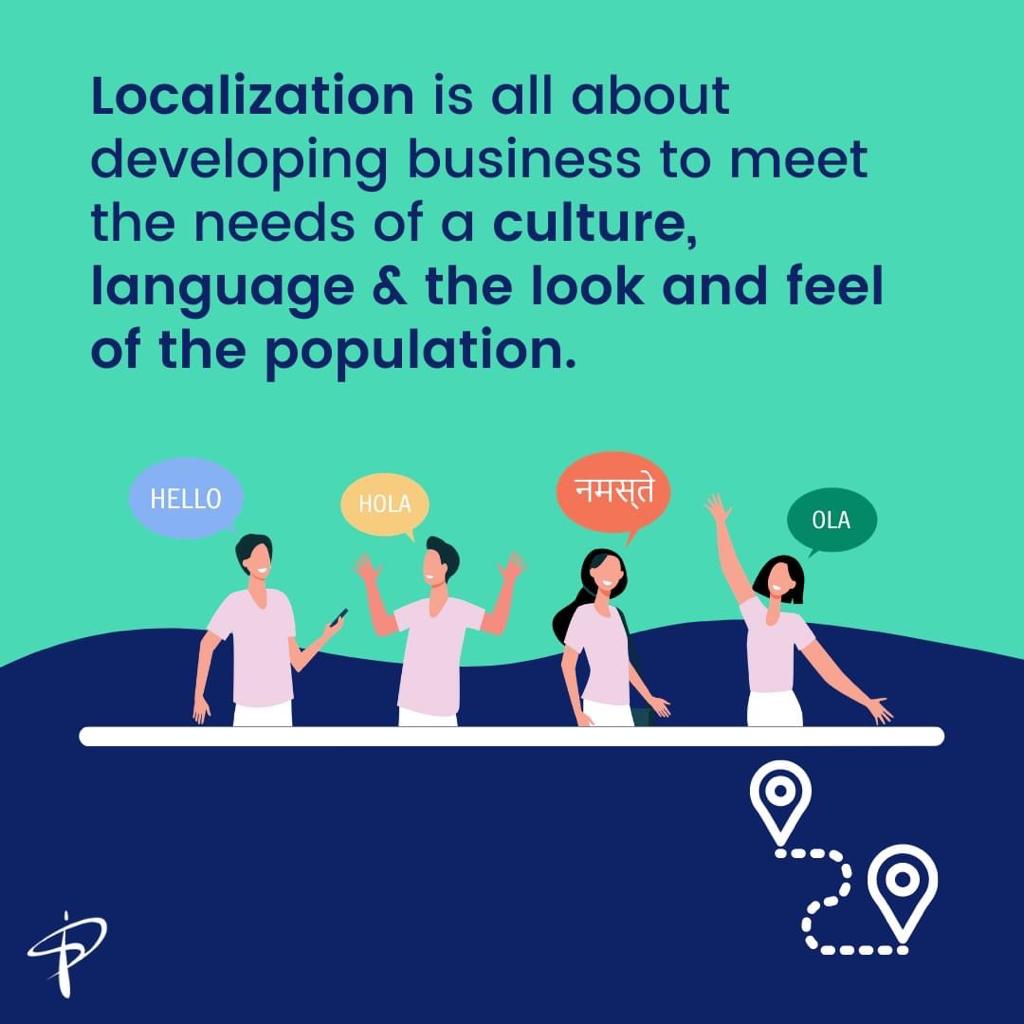 Localization is all about
developing business to meet
the needs of a culture,
language & the look and feel
of the population.
HELLO
HOLA
नमस्ते
OLA